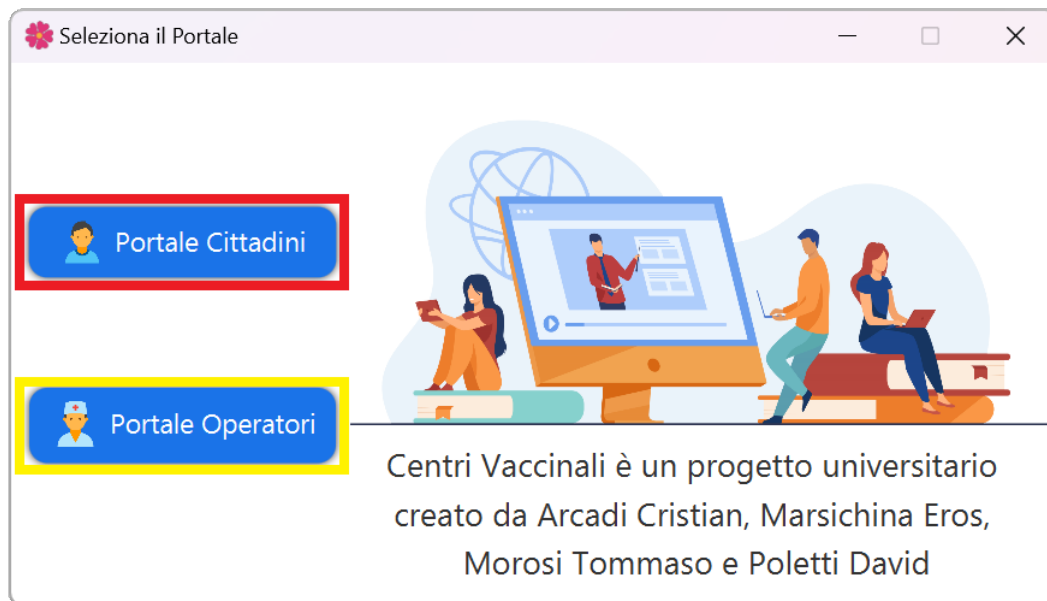 Seleziona il Portale
Portale Cittadini
Portale Operatori
Centri Vaccinali è un progetto universitario
creato da Arcadi Cristian, Marsichina Eros,
Morosi Tommaso e Poletti David